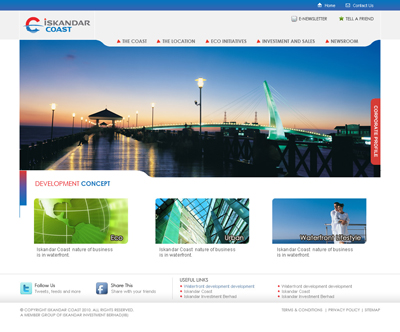 Home
Contact Us
iSKANDAR
COAST
E-NEWSLETTER
TELL A FRIEND
THE COAST
THE LOCATION
ECO INITIATIVES
INVESTMENT AND SALES
NEWSROOM
CORPORATE PROFILE
DEVELOPMENT CONCEPT
Eco
Urban
Waterfront Lifestyle
Iskandar Coast nature of business
is in waterfront.
Iskandar Coast nature of business
is in waterfront.
Iskandar Coast nature of business
is in waterfront.
Follow Us
Tweets, tweets and more
Share This
Share with your friends
USEFUL LINKS
Waterfront development development
Iskandar Coast
Iskandar Investment Berhad
Waterfront development development
Iskandar Coast
Iskandar Investment Berhad
© COPYRIGHT ISKANDAR COAST 2010. ALL RIGHTS RESERVED.
A MEMBER GROUP OF ISKANDAR INVESTMENT BERHAD(IIB)
TERMS & CONDITIONS | PRIVACY POLICY | SITEMAP